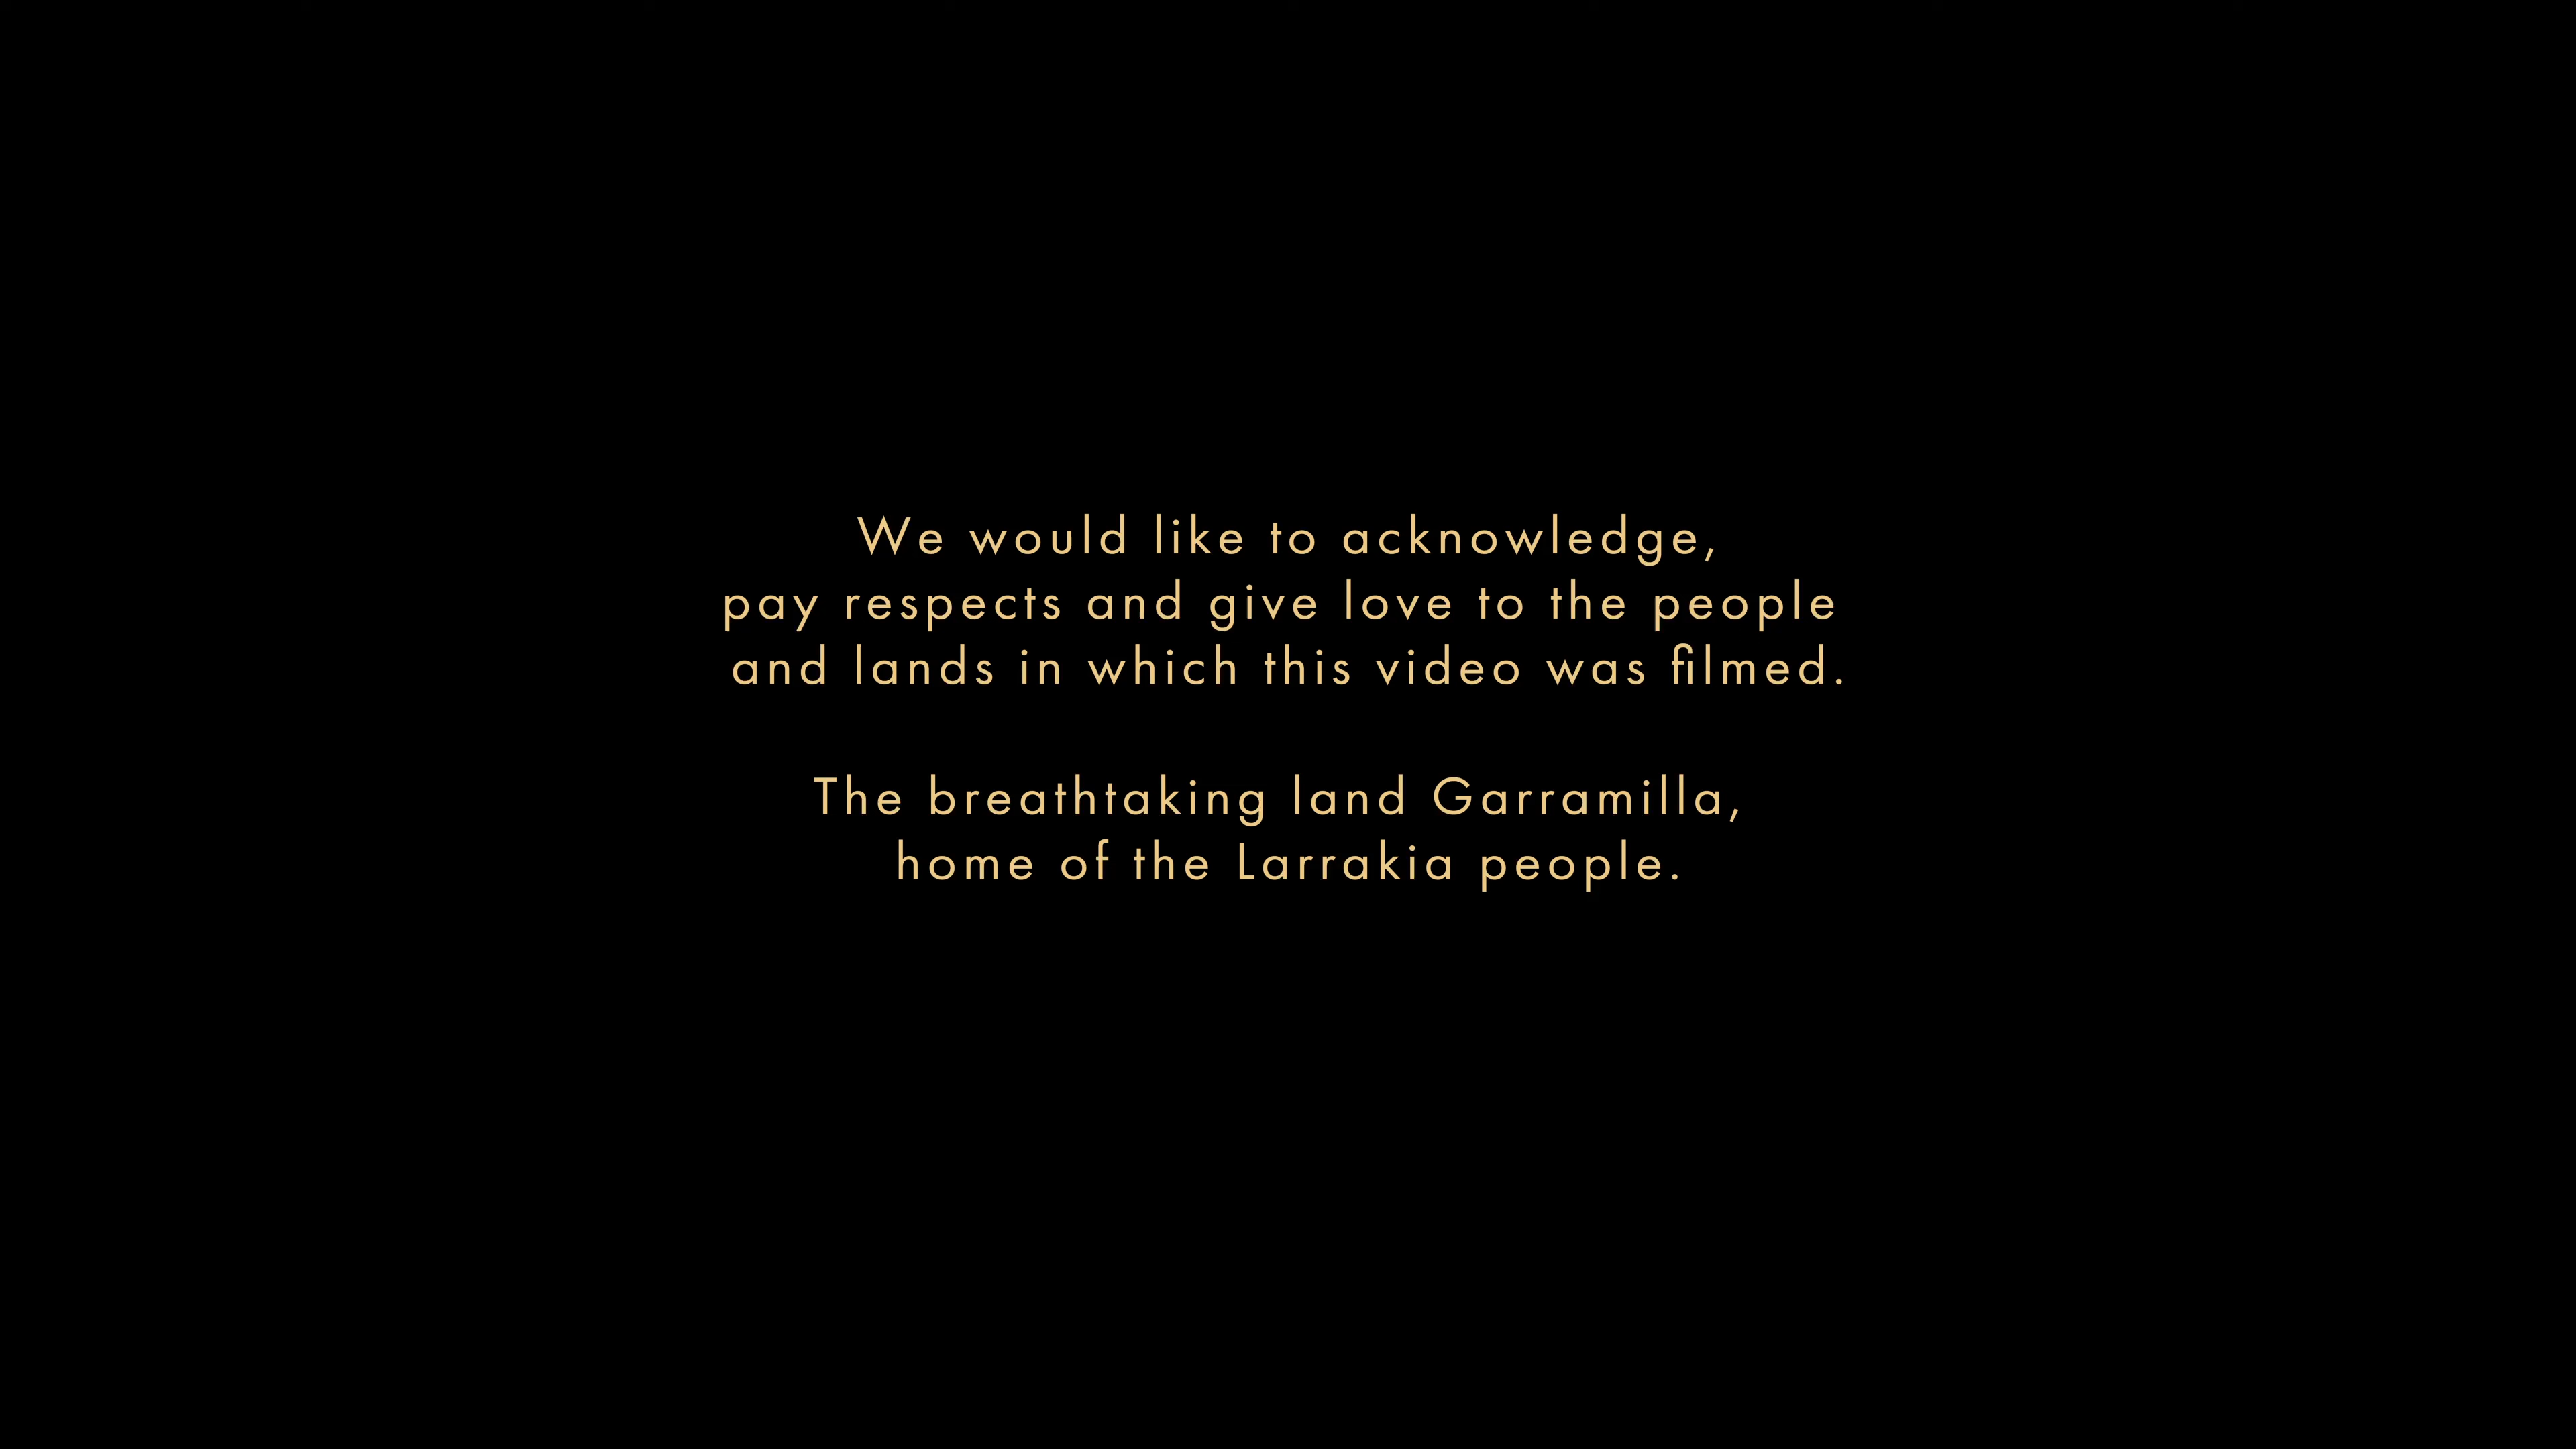 We would like to acknowledge,
pay respects and give love to the people
and lands in which this video was filmed.
The breathtaking land Garramilla,
home of the Larrakia people.